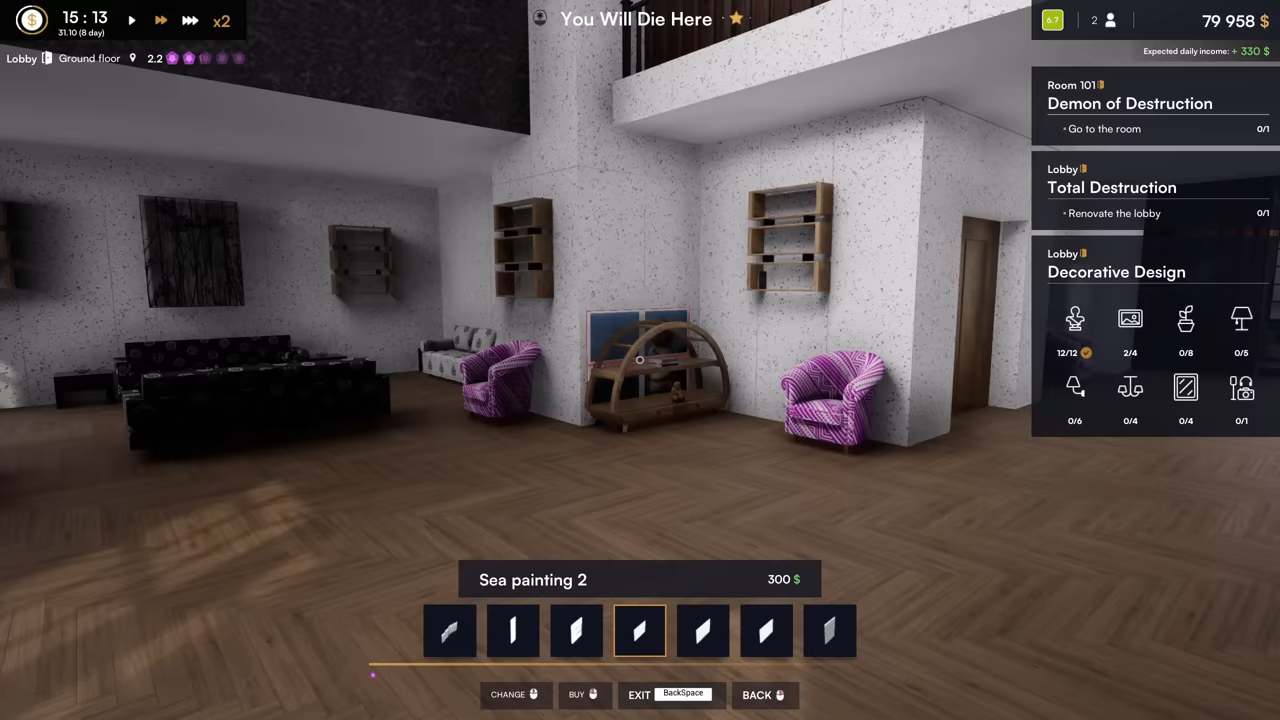 15 : 13
31.10 (8 day)
x2
You Will Die Here
6.7
2
79 958 $
Expected daily income: + 330 $
Lobby
Ground floor
2.2
Room 101
Demon of Destruction
Go to the room
0/1
Lobby
Total Destruction
Renovate the lobby
0/1
Lobby
Decorative Design
12/12
2/4
0/8
0/5
0/6
0/4
0/4
0/1
Sea painting 2
300 $
CHANGE
BUY
EXIT
BackSpace
BACK